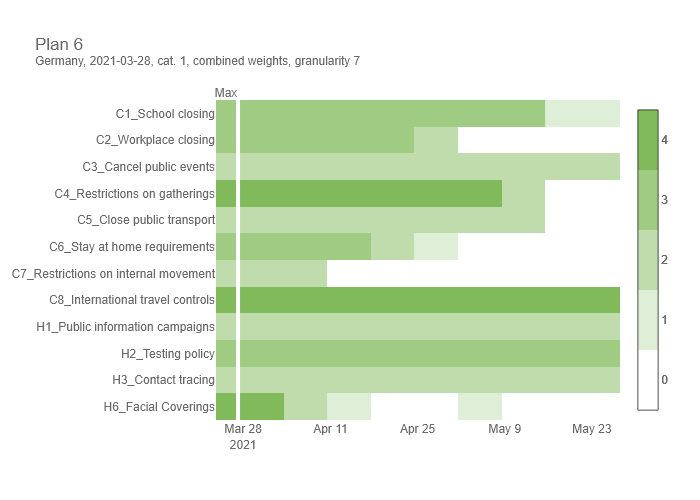 Plan 6
Germany, 2021-03-28, cat. 1, combined weights, granularity 7
Max
C1_School closing
C2_Workplace closing
C3_Cancel public events
C4_Restrictions on gatherings
C5_Close public transport
C6_Stay at home requirements
C7_Restrictions on internal movement
C8_International travel controls
H1_Public information campaigns
H2_Testing policy
H3_Contact tracing
H6_Facial Coverings
Mar 28 Apr 11 Apr 25 May 9 May 23
2021
4
3
2
1
0